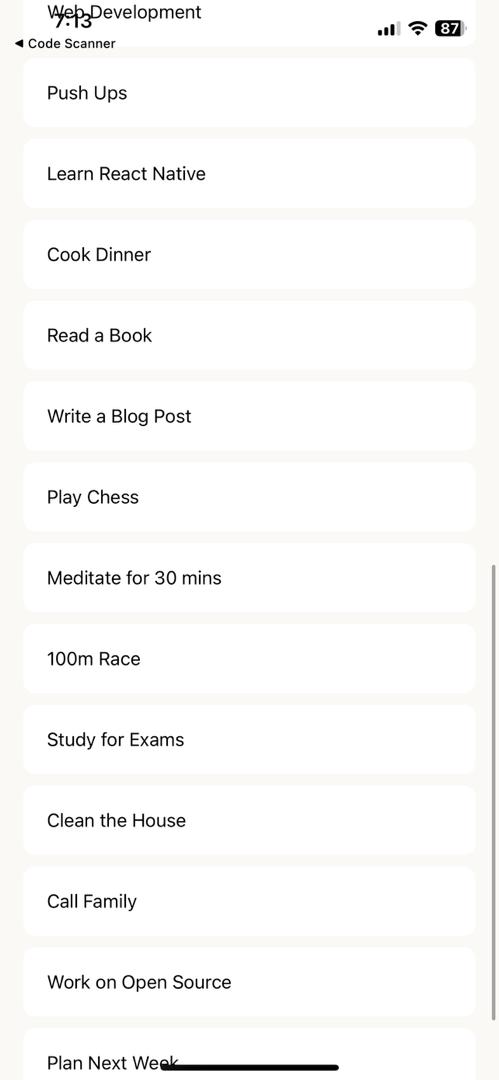 Web Development
7:13
87
◀ Code Scanner
Push Ups
Learn React Native
Cook Dinner
Read a Book
Write a Blog Post
Play Chess
Meditate for 30 mins
100m Race
Study for Exams
Clean the House
Call Family
Work on Open Source
Plan Next Week